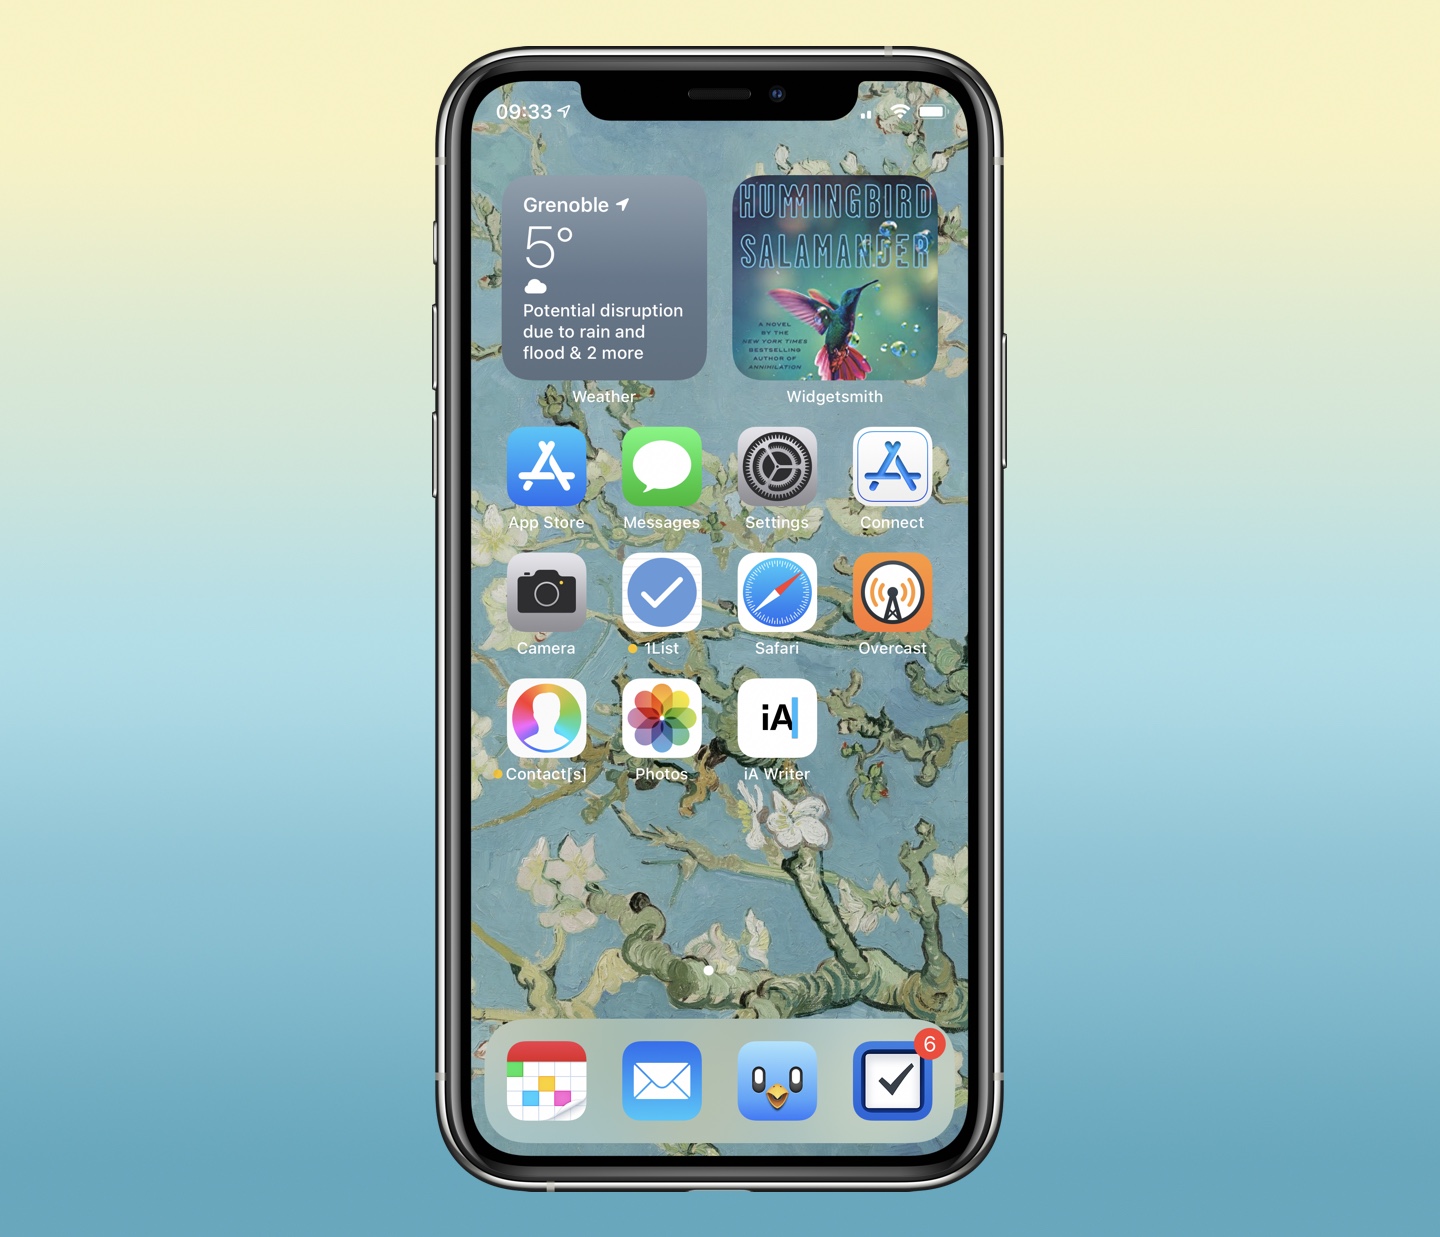 09:33
Grenoble
5°
Potential disruption
due to rain and
flood & 2 more
Weather
HUMMINGBIRD
SALAMANDER
A NOVEL
BY THE
NEW YORK TIMES
BESTSELLING
AUTHOR OF
ANNIHILATION
Widgetsmith
App Store
Messages
Settings
Connect
Camera
1List
Safari
Overcast
iA
Contact[s]
Photos
iA Writer
6